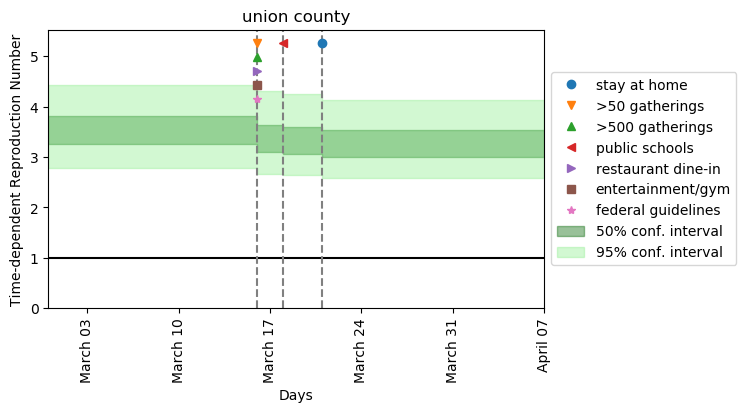 union county
Time-dependent Reproduction Number
5
4
3
2
1
0
March 03
March 10
March 17
March 24
March 31
April 07
Days
stay at home
>50 gatherings
>500 gatherings
public schools
restaurant dine-in
entertainment/gym
federal guidelines
50% conf. interval
95% conf. interval